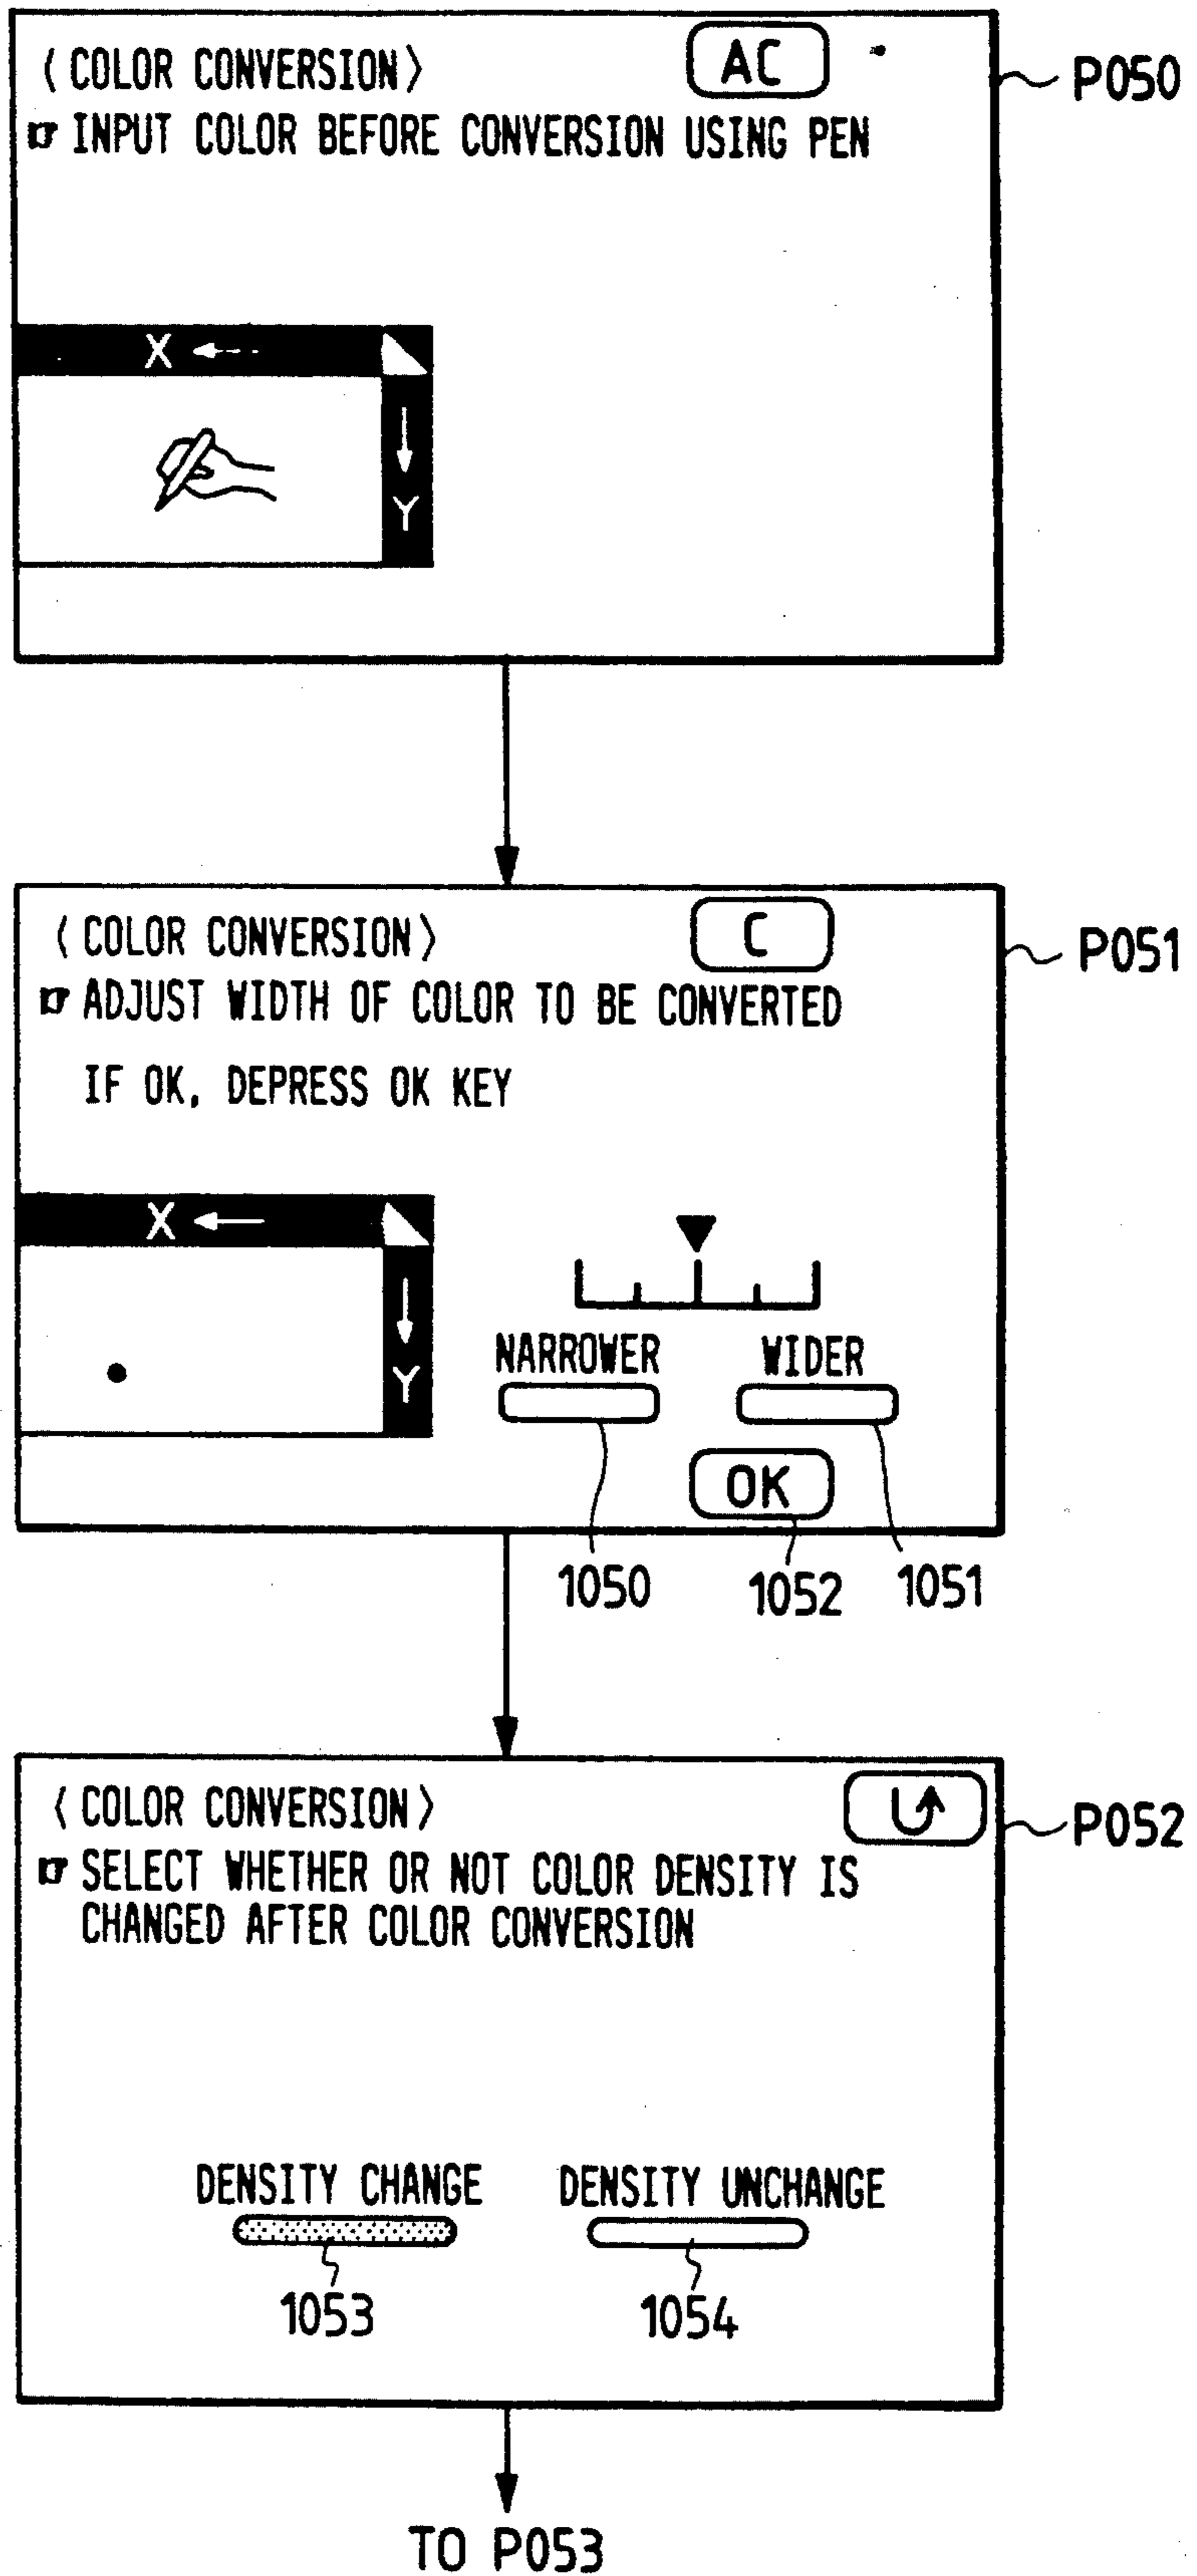 〈COLOR CONVERSION〉 AC
P050
☞ INPUT COLOR BEFORE CONVERSION USING PEN
X ←
↓
Y
〈COLOR CONVERSION〉 C
P051
☞ ADJUST WIDTH OF COLOR TO BE CONVERTED
IF OK, DEPRESS OK KEY
X ←
↓
Y
NARROWER WIDER
OK
1050 1052 1051
〈COLOR CONVERSION〉
P052
☞ SELECT WHETHER OR NOT COLOR DENSITY IS
CHANGED AFTER COLOR CONVERSION
DENSITY CHANGE DENSITY UNCHANGE
1053 1054
TO P053